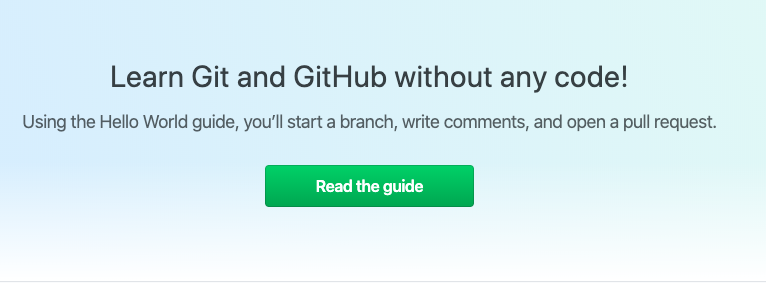 Learn Git and GitHub without any code!
Using the Hello World guide, you’ll start a branch, write comments, and open a pull request.
Read the guide